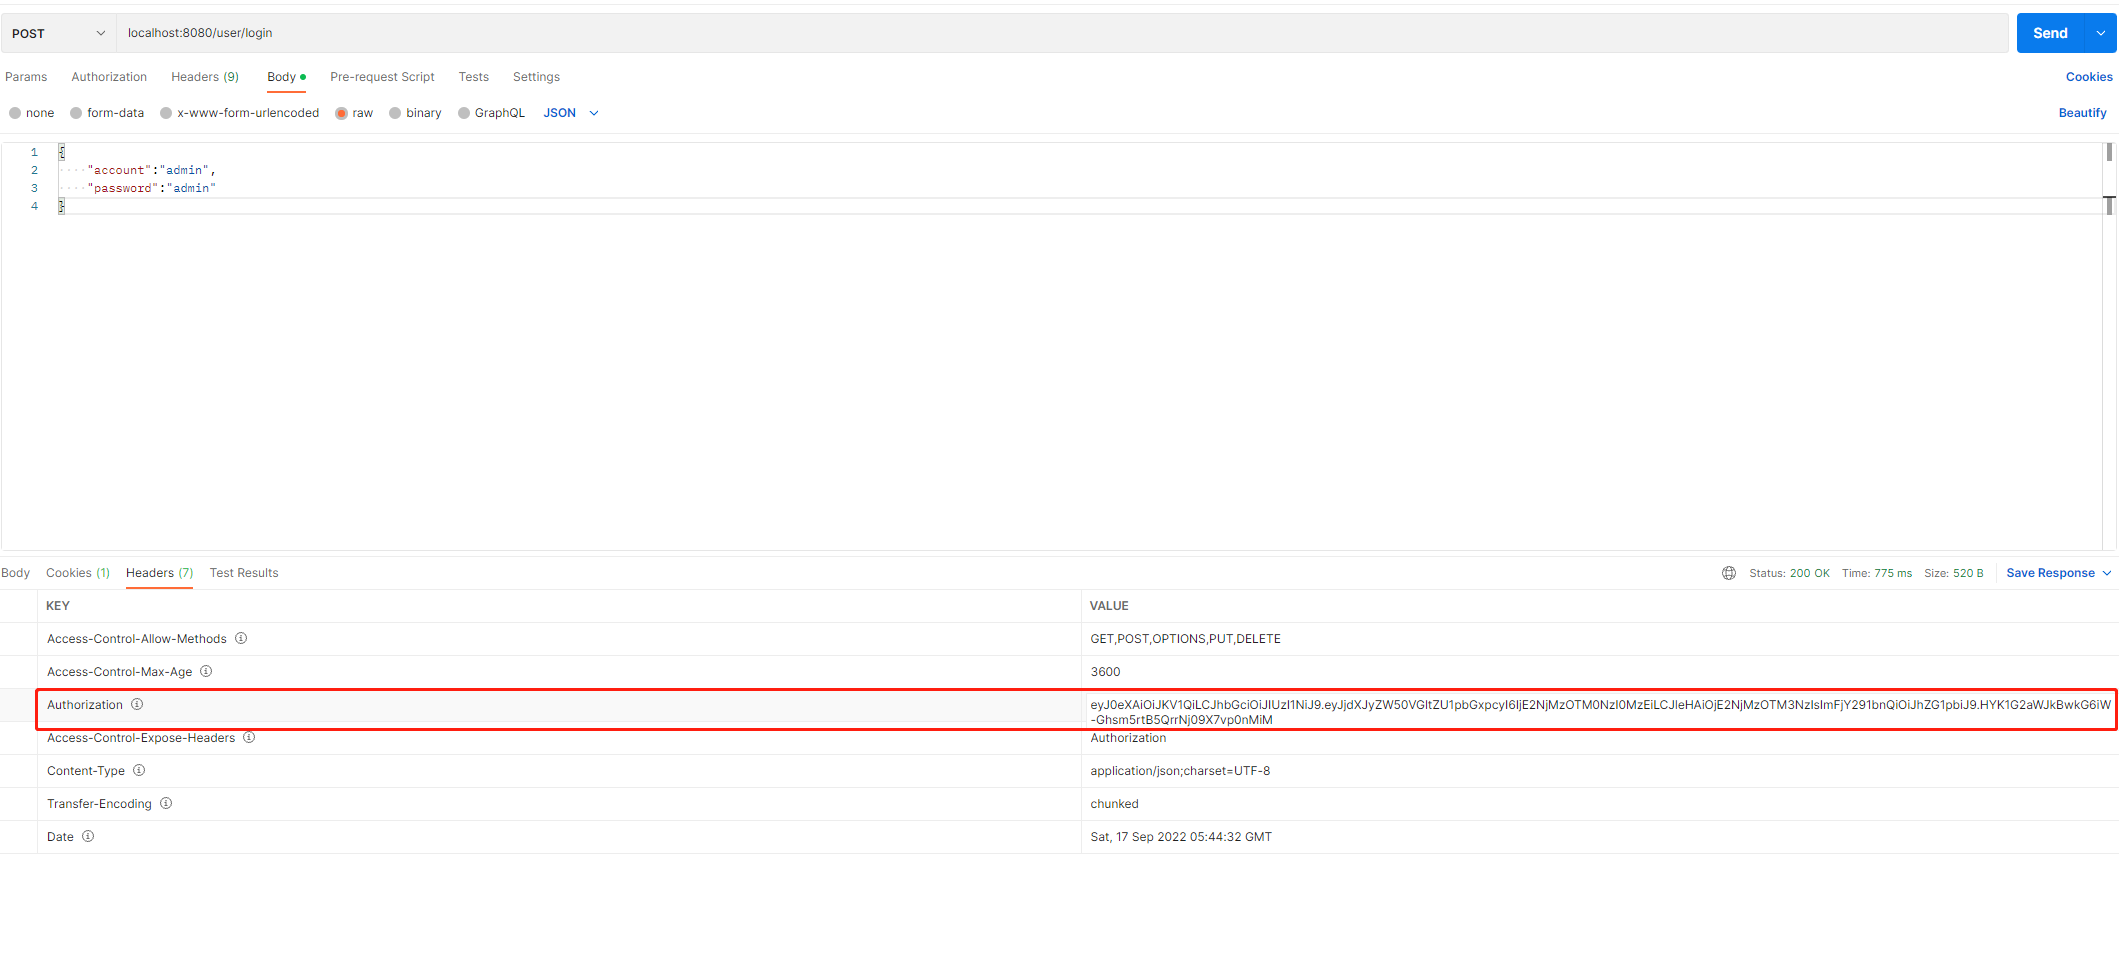 POST localhost:8080/user/login Send
Params Authorization Headers (9) Body Pre-request Script Tests Settings Cookies
none form-data x-www-form-urlencoded raw binary GraphQL JSON Beautify
1 {
2 "account":"admin",
3 "password":"admin"
4 }
Body Cookies (1) Headers (7) Test Results Status: 200 OK Time: 775 ms Size: 520 B Save Response
KEY VALUE
Access-Control-Allow-Methods GET,POST,OPTIONS,PUT,DELETE
Access-Control-Max-Age 3600
Authorization eyJ0eXAiOiJKV1QiLCJhbGciOiJIUzI1NiJ9.eyJjdXJyZW50VGltZU1pbGxpcyI6IjE2NjMzOTM0NzI0MzEiLCJleHAiOjE2NjMzOTM3NzIsImFjY291bnQiOiJhZG1pbiJ9.HYK1G2aWJkBwkG6iW
-Ghsm5rtB5QrrNj09X7vp0nMiM
Access-Control-Expose-Headers Authorization
Content-Type application/json;charset=UTF-8
Transfer-Encoding chunked
Date Sat, 17 Sep 2022 05:44:32 GMT